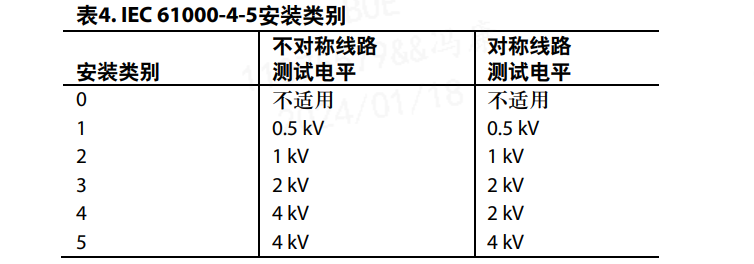 表4. IEC 61000-4-5安装类别
安装类别 不对称线路测试电平 对称线路测试电平
0 不适用 不适用
1 0.5 kV 0.5 kV
2 1 kV 1 kV
3 2 kV 2 kV
4 4 kV 2 kV
5 4 kV 4 kV
2024/01/18